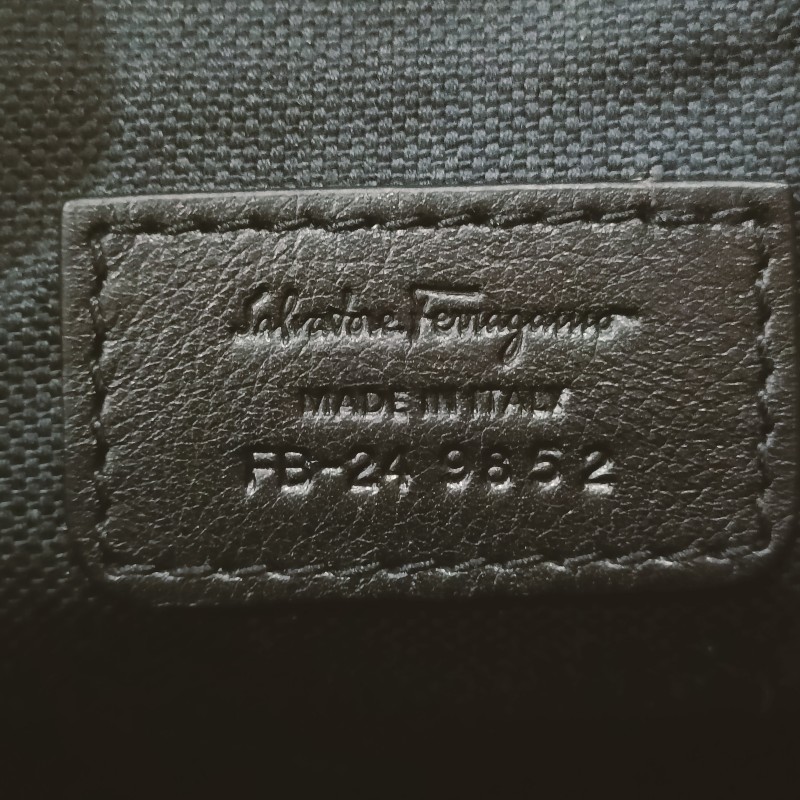 Salvatore Ferragamo
MADE IN ITALY
FB-24 9852